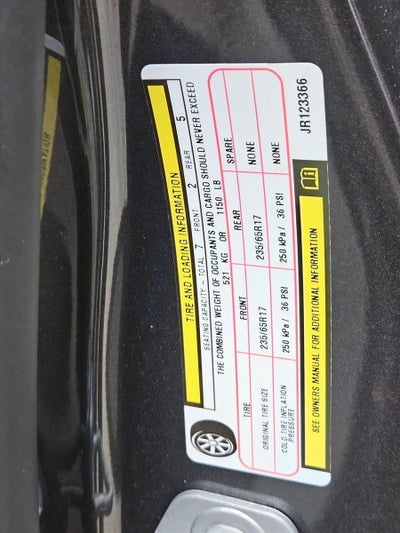 TIRE AND LOADING INFORMATION
SEATING CAPACITY - TOTAL 7 FRONT 2 REAR 5
THE COMBINED WEIGHT OF OCCUPANTS AND CARGO SHOULD NEVER EXCEED
521 KG OR 1150 LB
TIRE FRONT REAR SPARE
ORIGINAL TIRE SIZE 235/65R17 235/65R17 NONE
COLD TIRE INFLATION
PRESSURE 250 kPa / 36 PSI 250 kPa / 36 PSI NONE
SEE OWNERS MANUAL FOR ADDITIONAL INFORMATION
JR123366